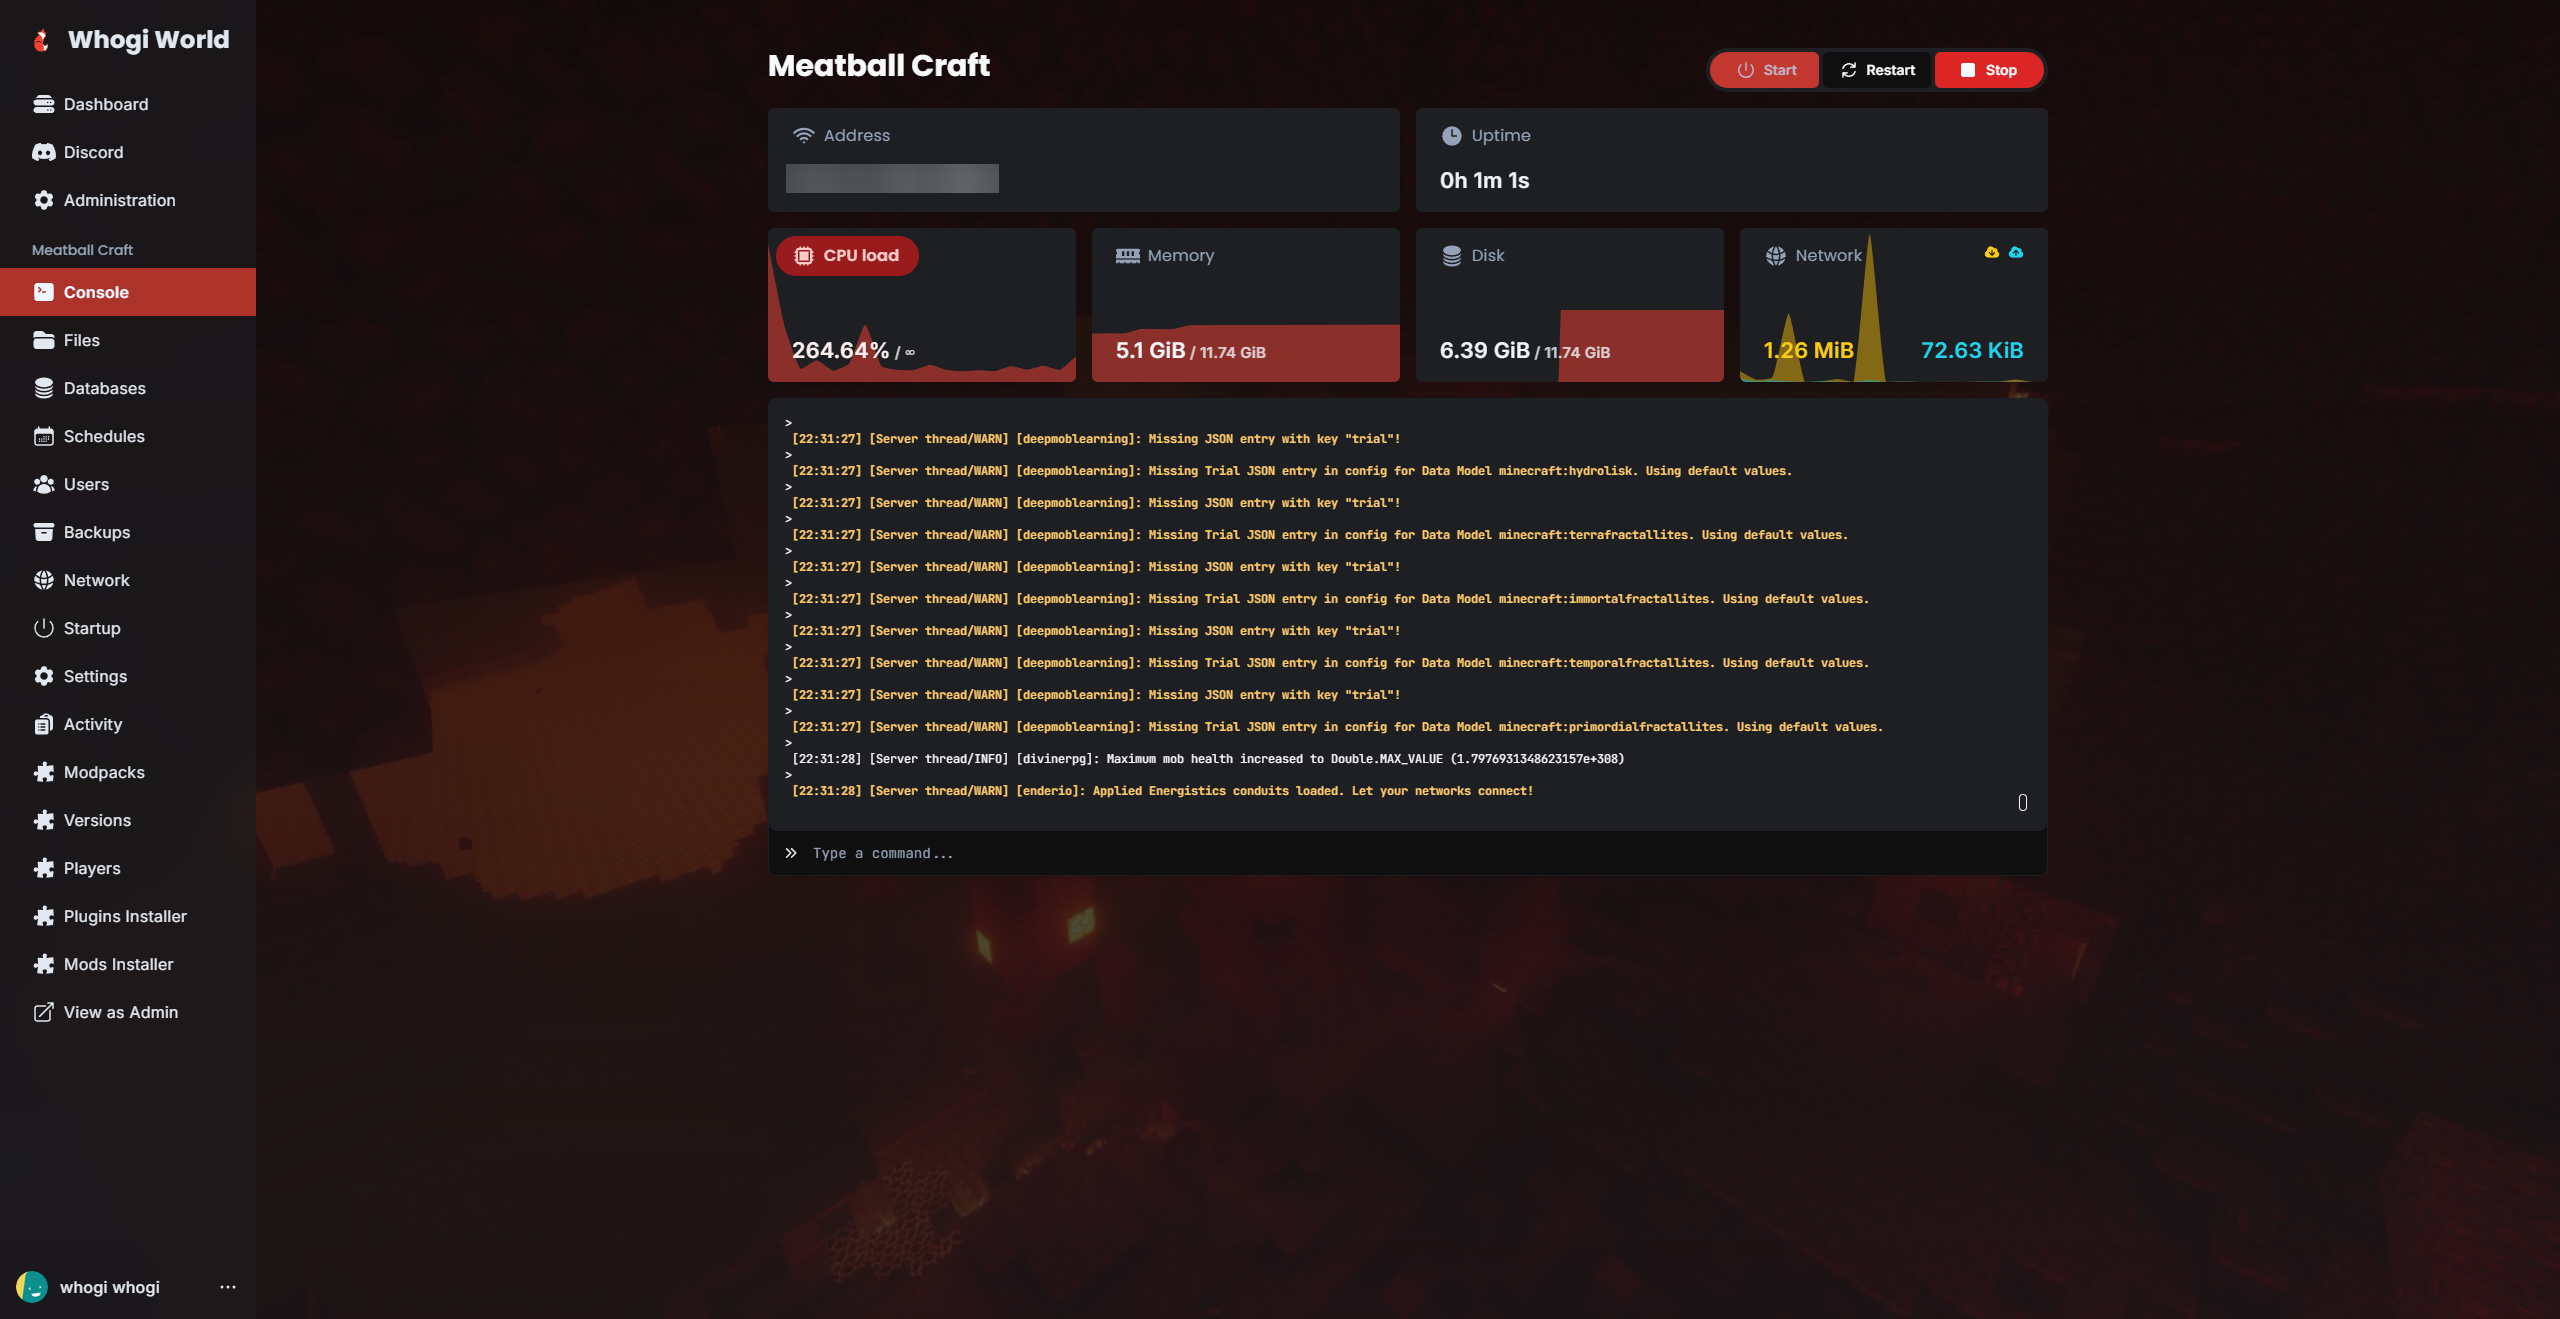 Whogi World
Dashboard
Discord
Administration
Meatball Craft
Console
Files
Databases
Schedules
Users
Backups
Network
Startup
Settings
Activity
Modpacks
Versions
Players
Plugins Installer
Mods Installer
View as Admin
whogi whogi
Meatball Craft
Start
Restart
Stop
Address
Uptime
0h 1m 1s
CPU load
264.64% / ∞
Memory
5.1 GiB / 11.74 GiB
Disk
6.39 GiB / 11.74 GiB
Network
1.26 MiB
72.63 KiB
>
[22:31:27] [Server thread/WARN] [deepmoblearning]: Missing JSON entry with key "trial"!
>
[22:31:27] [Server thread/WARN] [deepmoblearning]: Missing Trial JSON entry in config for Data Model minecraft:hydrolisk. Using default values.
>
[22:31:27] [Server thread/WARN] [deepmoblearning]: Missing JSON entry with key "trial"!
>
[22:31:27] [Server thread/WARN] [deepmoblearning]: Missing Trial JSON entry in config for Data Model minecraft:terrafractallites. Using default values.
>
[22:31:27] [Server thread/WARN] [deepmoblearning]: Missing JSON entry with key "trial"!
>
[22:31:27] [Server thread/WARN] [deepmoblearning]: Missing Trial JSON entry in config for Data Model minecraft:immortalfractallites. Using default values.
>
[22:31:27] [Server thread/WARN] [deepmoblearning]: Missing JSON entry with key "trial"!
>
[22:31:27] [Server thread/WARN] [deepmoblearning]: Missing Trial JSON entry in config for Data Model minecraft:temporalfractallites. Using default values.
>
[22:31:27] [Server thread/WARN] [deepmoblearning]: Missing JSON entry with key "trial"!
>
[22:31:27] [Server thread/WARN] [deepmoblearning]: Missing Trial JSON entry in config for Data Model minecraft:primordialfractallites. Using default values.
>
[22:31:28] [Server thread/INFO] [divinerpg]: Maximum mob health increased to Double.MAX_VALUE (1.7976931348623157e+308)
>
[22:31:28] [Server thread/WARN] [enderio]: Applied Energistics conduits loaded. Let your networks connect!
Type a command...